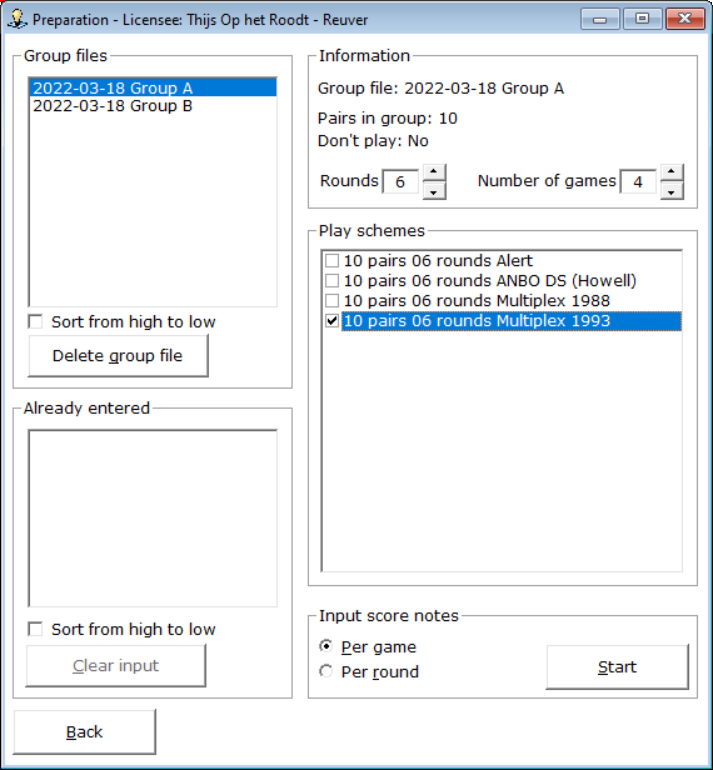 Preparation - Licensee: Thijs Op het Roodt - Reuver
Group files
2022-03-18 Group A
2022-03-18 Group B
Sort from high to low
Delete group file
Already entered
Sort from high to low
Clear input
Back
Information
Group file: 2022-03-18 Group A
Pairs in group: 10
Don't play: No
Rounds 6 Number of games 4
Play schemes
10 pairs 06 rounds Alert
10 pairs 06 rounds ANBO DS (Howell)
10 pairs 06 rounds Multiplex 1988
10 pairs 06 rounds Multiplex 1993
Input score notes
Per game
Per round
Start